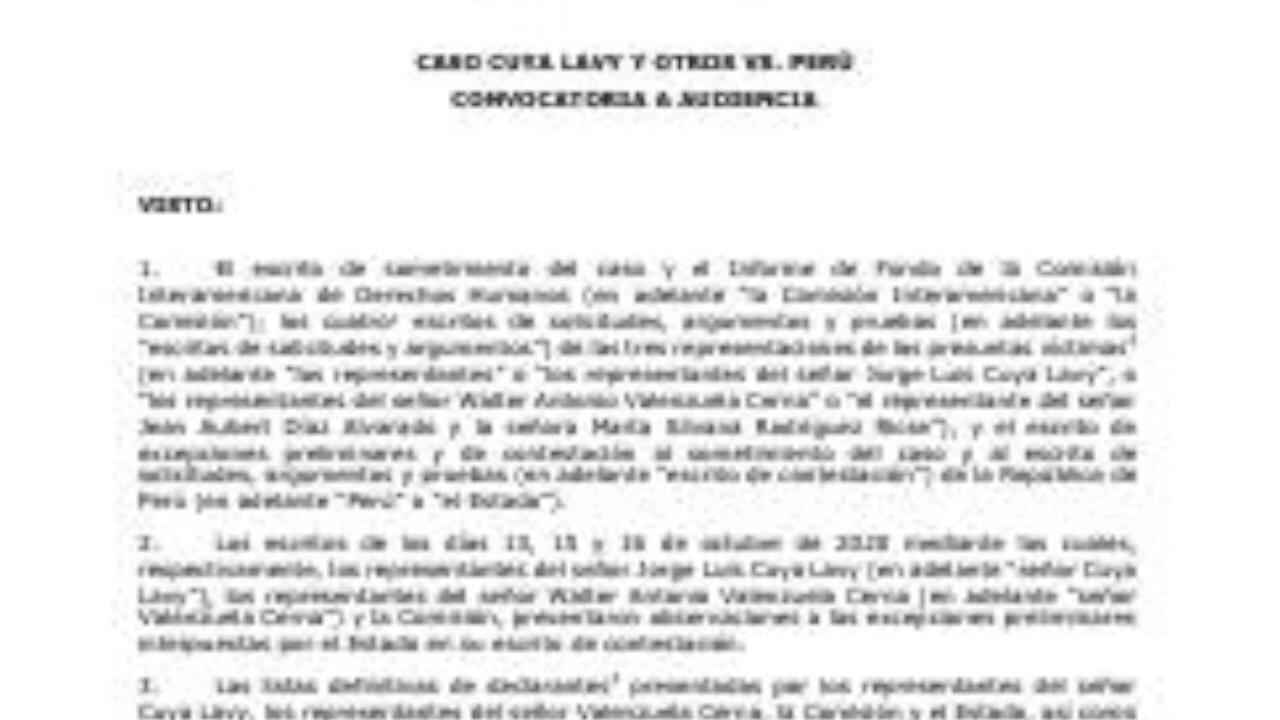 CASO CUYA LAVY Y OTROS VS. PERÚ
CONVOCATORIA A AUDIENCIA
VISTO:
1. El escrito de sometimiento del caso y el Informe de Fondo de la Comisión
Interamericana de Derechos Humanos (en adelante "la Comisión Interamericana" o "la
Comisión"); los cuatro escritos de solicitudes, argumentos y pruebas (en adelante los
"escritos de solicitudes y argumentos") de las tres representaciones de las presuntas víctimas¹
(en adelante "los representantes" o "los representantes del señor Jorge Luis Cuya Lavy", o
"los representantes del señor Walter Antonio Valenzuela Cerna" o "el representante del señor
Jean Aubert Díaz Alvarado y la señora María Silvana Rodríguez Ricse"), y el escrito de
excepciones preliminares y de contestación al sometimiento del caso y al escrito de
solicitudes, argumentos y pruebas (en adelante "escrito de contestación") de la República de
Perú (en adelante "Perú" o "el Estado").
2. Los escritos de los días 15 y 16 de octubre de 2020 mediante los cuales,
respectivamente, los representantes del señor Jorge Luis Cuya Lavy (en adelante "señor Cuya
Lavy"), los representantes del señor Walter Antonio Valenzuela Cerna (en adelante "señor
Valenzuela Cerna") y la Comisión, presentaron observaciones a las excepciones preliminares
interpuestas por el Estado en su escrito de contestación.
3. Las listas definitivas de declarantes presentadas por los representantes del señor
Cuya Lavy, los representantes del señor Valenzuela Cerna, la Comisión y el Estado, así como